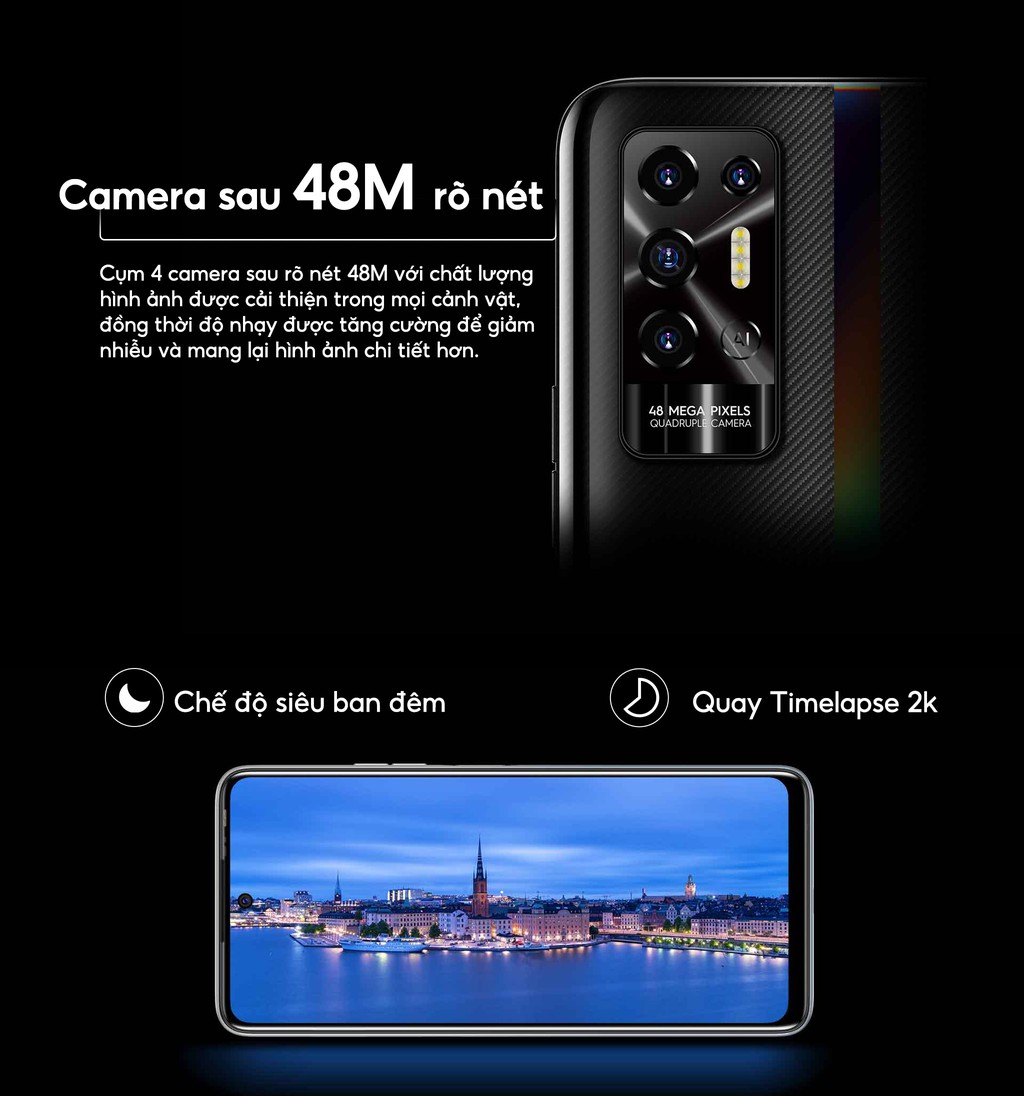 Camera sau 48M rõ nét
Cụm 4 camera sau rõ nét 48M với chất lượng
hình ảnh được cải thiện trong mọi cảnh vật,
đồng thời độ nhạy được tăng cường để giảm
nhiễu và mang lại hình ảnh chi tiết hơn.
AI
48 MEGA PIXELS
QUADRUPLE CAMERA
Chế độ siêu ban đêm
Quay Timelapse 2k